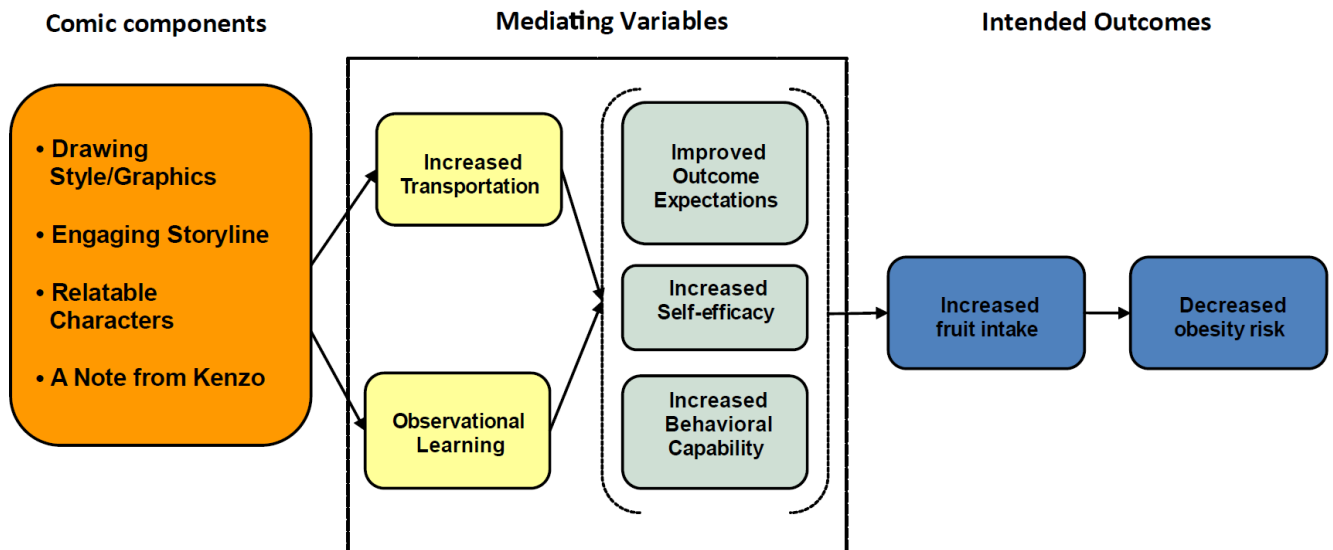 Comic components
Mediating Variables
Intended Outcomes
• Drawing
Style/Graphics
• Engaging Storyline
• Relatable
Characters
• A Note from Kenzo
Increased
Transportation
Observational
Learning
Improved
Outcome
Expectations
Increased
Self-efficacy
Increased
Behavioral
Capability
Increased
fruit intake
Decreased
obesity risk